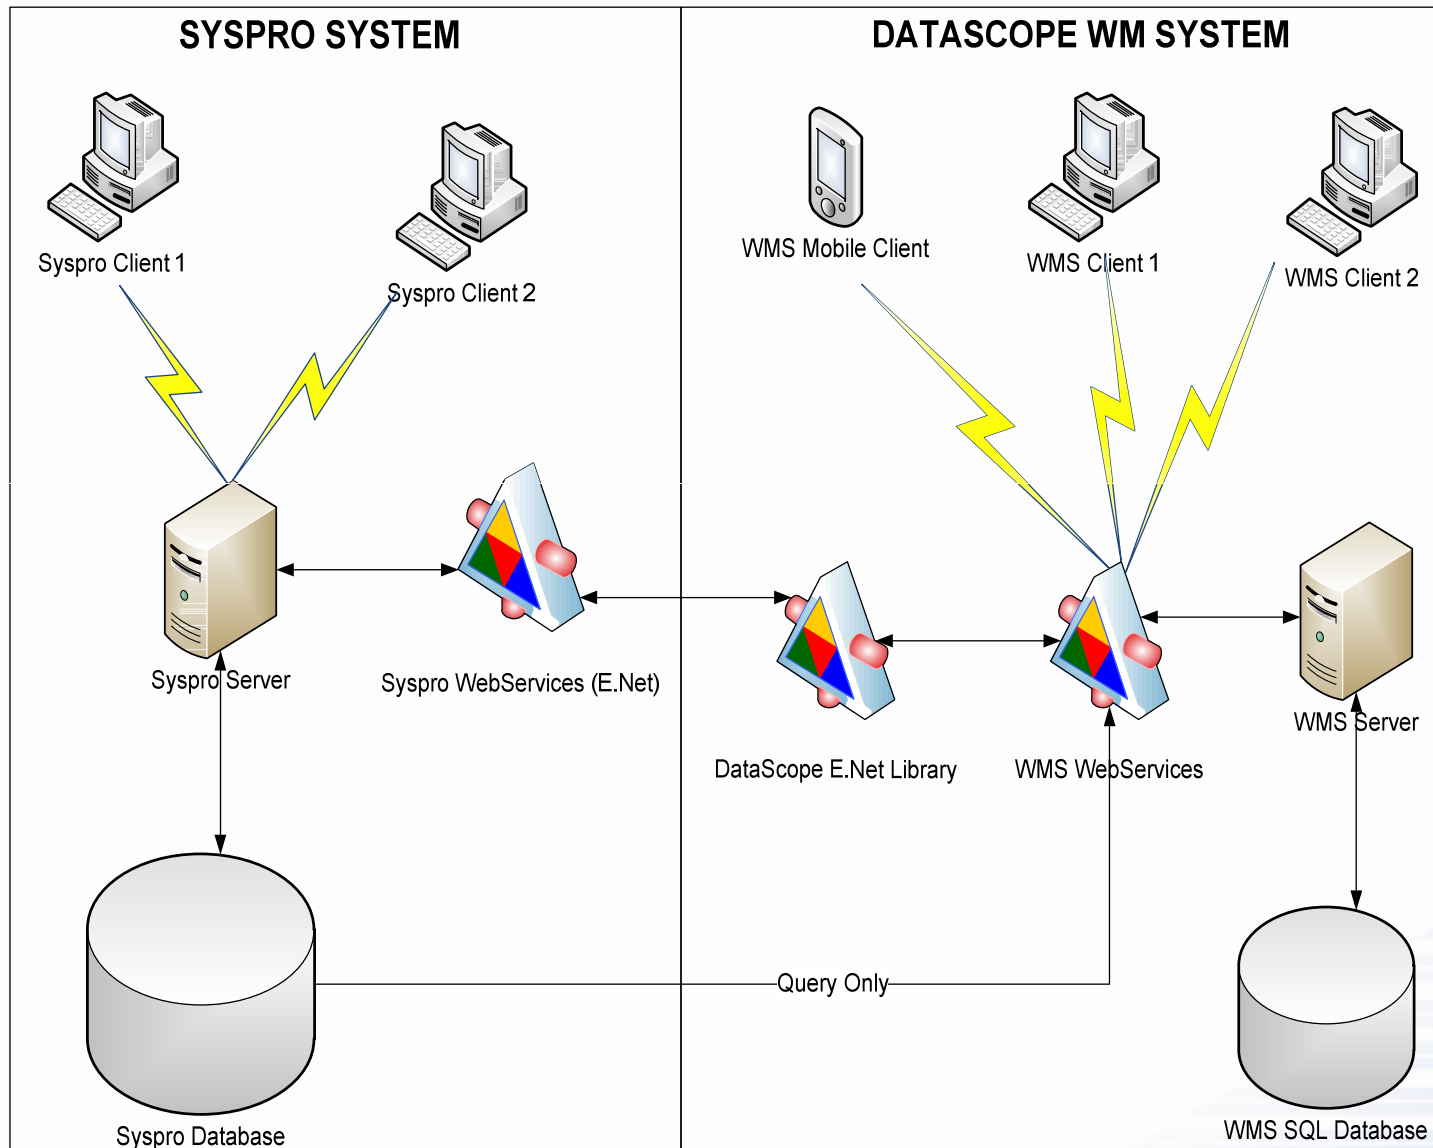 SYSPRO SYSTEM
DATASCOPE WM SYSTEM
Syspro Client 1
Syspro Client 2
WMS Mobile Client
WMS Client 1
WMS Client 2
Syspro Server
Syspro WebServices (E.Net)
DataScope E.Net Library
WMS WebServices
WMS Server
Query Only
Syspro Database
WMS SQL Database